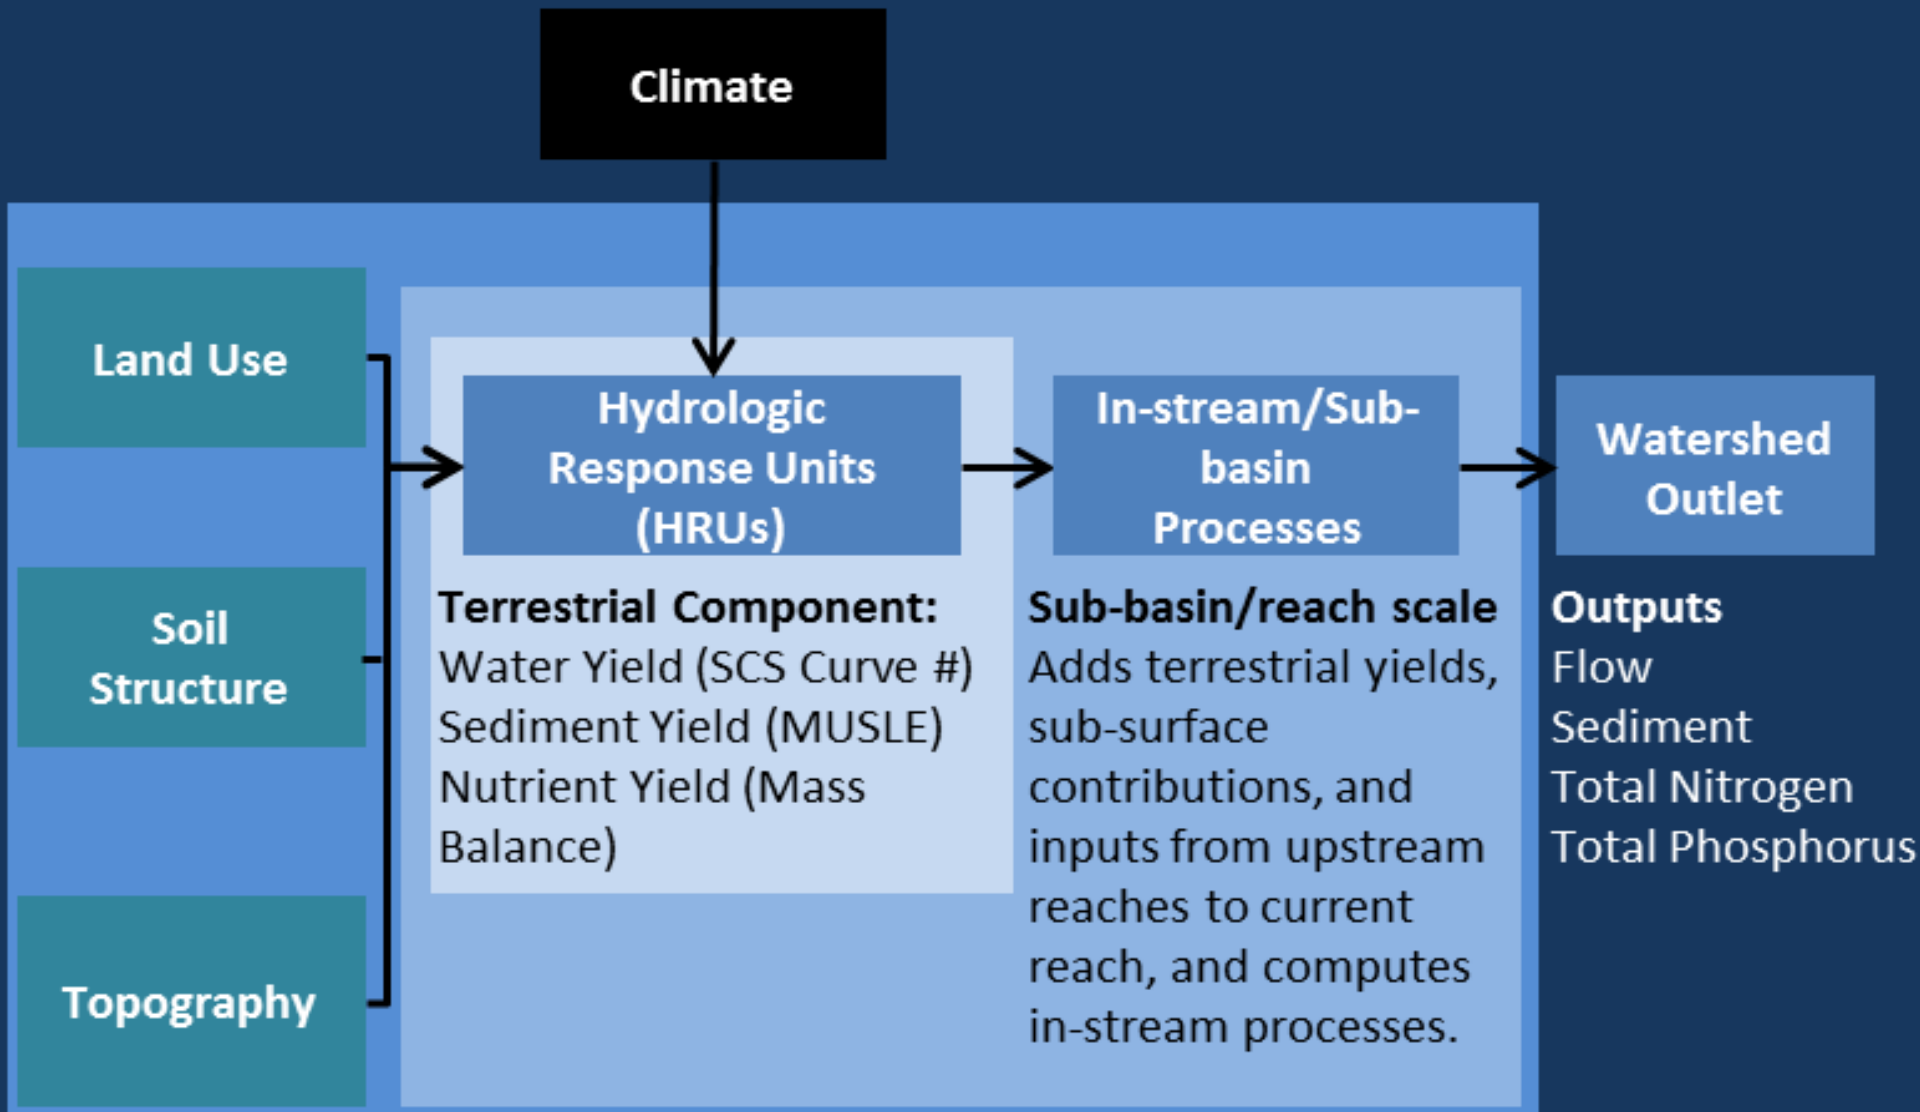 Climate
Land Use
Soil
Structure
Topography
Hydrologic
Response Units
(HRUs)
Terrestrial Component:
Water Yield (SCS Curve #)
Sediment Yield (MUSLE)
Nutrient Yield (Mass
Balance)
In-stream/Sub-
basin
Processes
Sub-basin/reach scale
Adds terrestrial yields,
sub-surface
contributions, and
inputs from upstream
reaches to current
reach, and computes
in-stream processes.
Watershed
Outlet
Outputs
Flow
Sediment
Total Nitrogen
Total Phosphorus